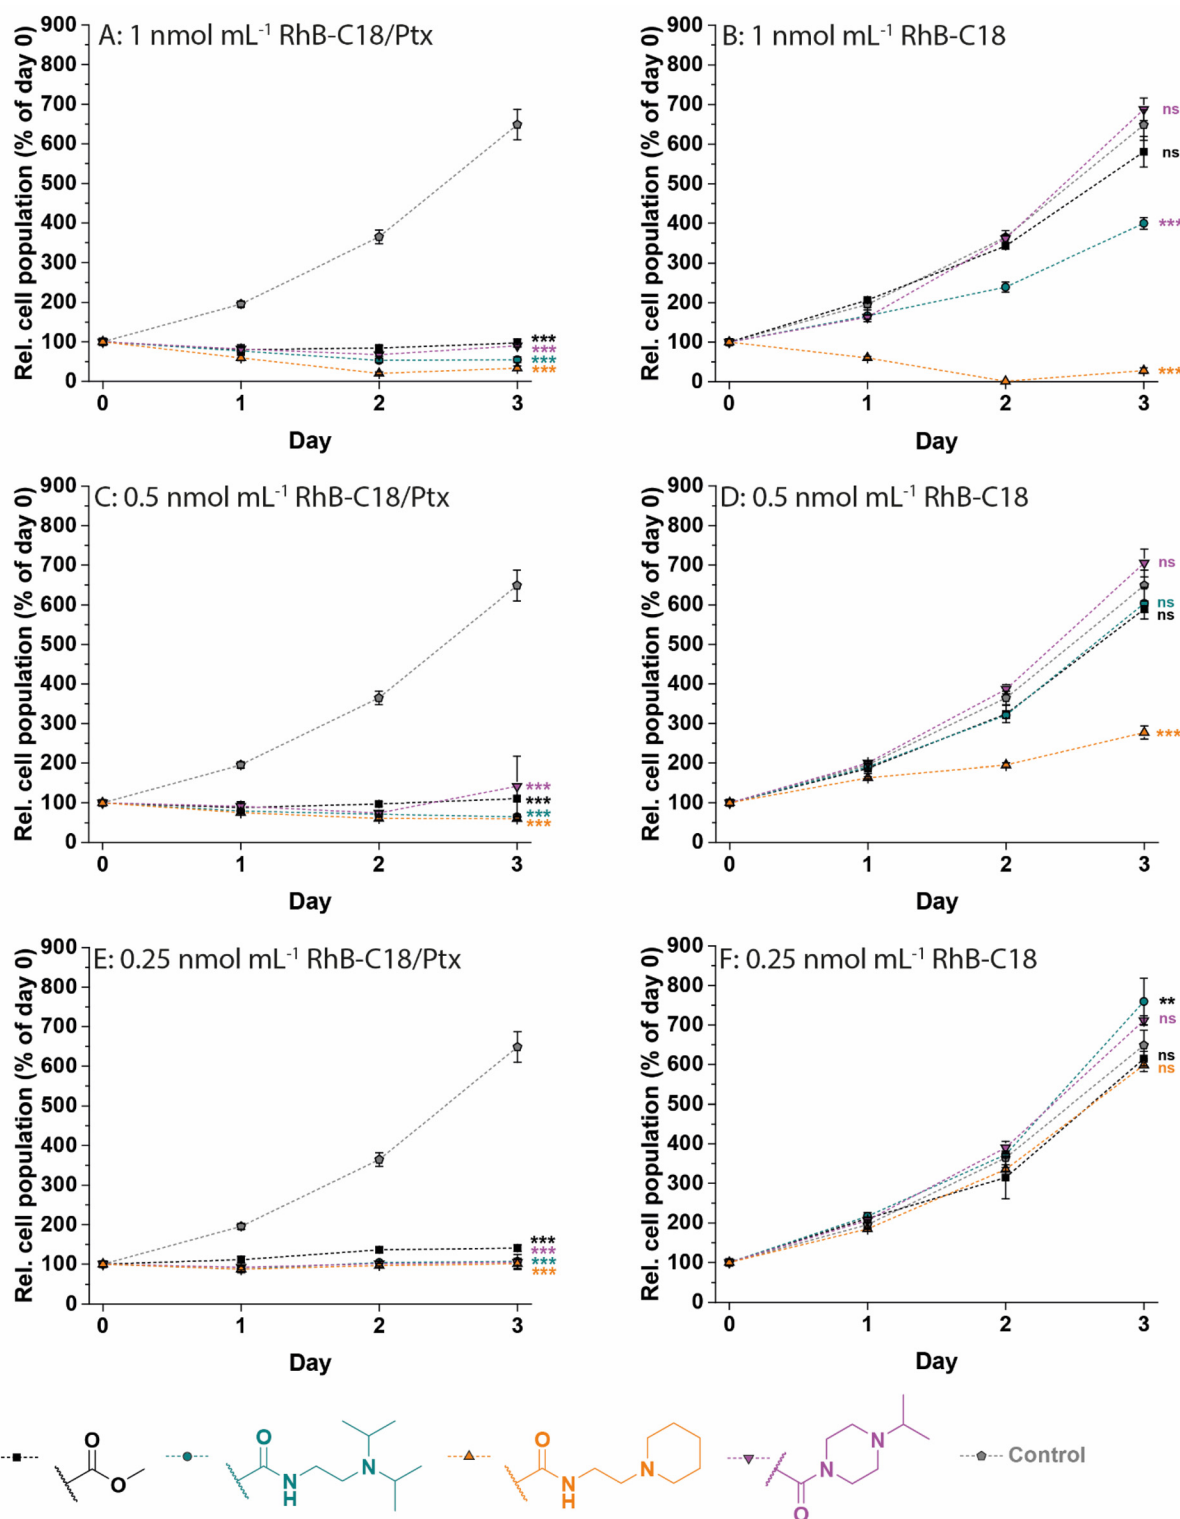 A: 1 nmol mL-1 RhB-C18/Ptx
Rel. cell population (% of day 0)
900
800
700
600
500
400
300
200
100
0
***
***
***
***
0 1 2 3
Day
B: 1 nmol mL-1 RhB-C18
Rel. cell population (% of day 0)
900
800
700
600
500
400
300
200
100
0
ns
ns
***
***
0 1 2 3
Day
C: 0.5 nmol mL-1 RhB-C18/Ptx
Rel. cell population (% of day 0)
900
800
700
600
500
400
300
200
100
0
***
***
***
***
0 1 2 3
Day
D: 0.5 nmol mL-1 RhB-C18
Rel. cell population (% of day 0)
900
800
700
600
500
400
300
200
100
0
ns
ns
ns
***
0 1 2 3
Day
E: 0.25 nmol mL-1 RhB-C18/Ptx
Rel. cell population (% of day 0)
900
800
700
600
500
400
300
200
100
0
***
***
***
***
0 1 2 3
Day
F: 0.25 nmol mL-1 RhB-C18
Rel. cell population (% of day 0)
900
800
700
600
500
400
300
200
100
0
**
ns
ns
ns
0 1 2 3
Day
O
O
O
N
H
N
O
N
H
N
N
N
O
Control